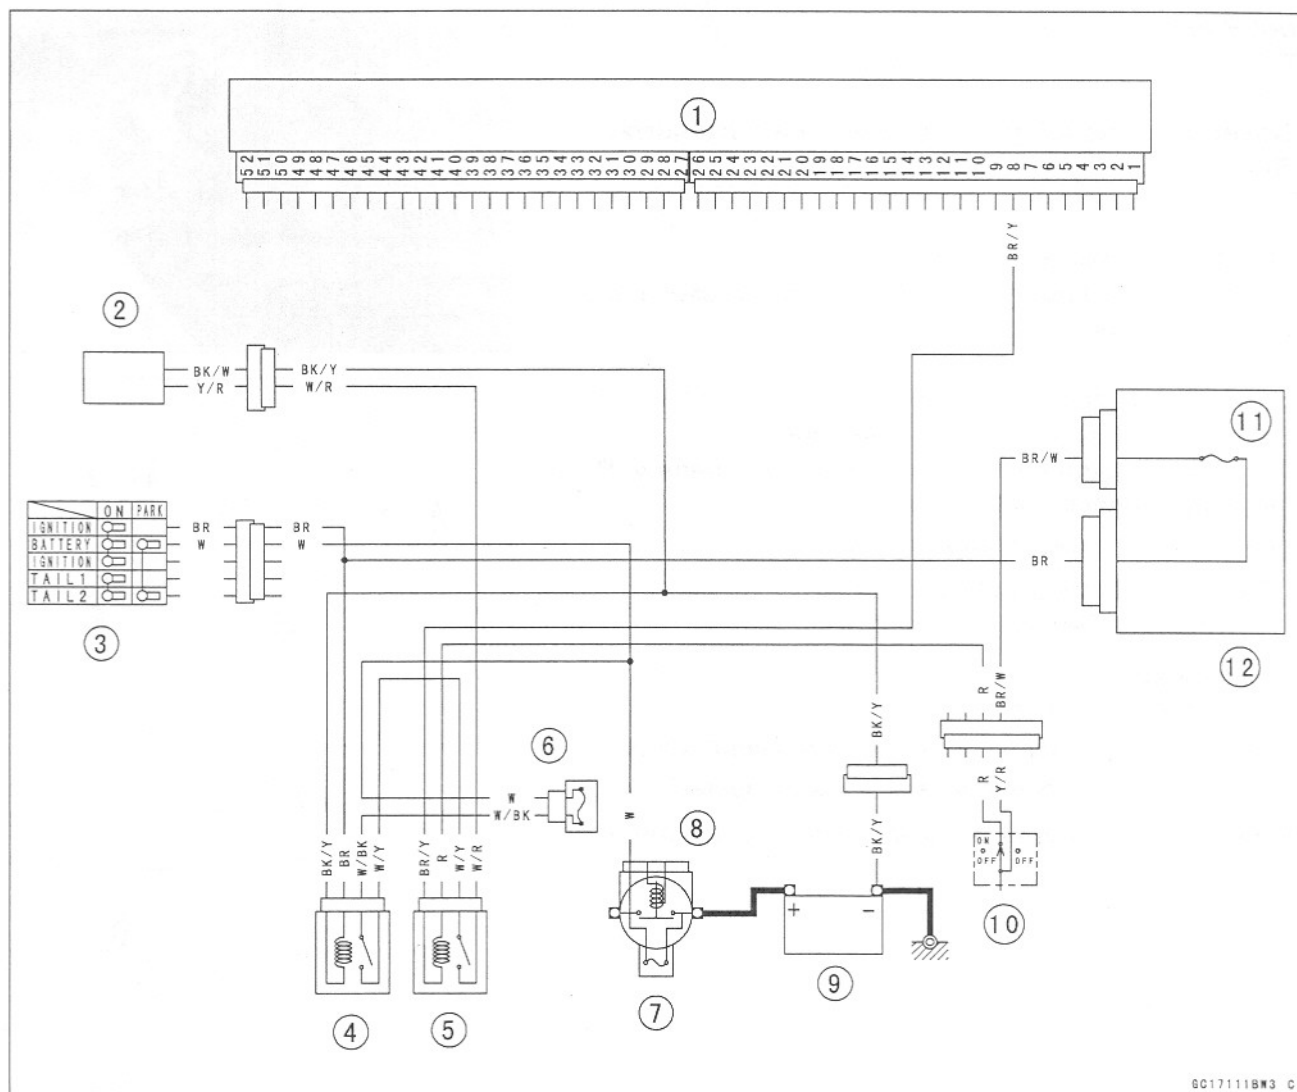 1
52 51 50 49 48 47 46 45 44 43 42 41 40 39 38 37 36 35 34 33 32 31 30 29 28 27 26 25 24 23 22 21 20 19 18 17 16 15 14 13 12 11 10 9 8 7 6 5 4 3 2 1
BR/Y
2
BK/W BK/Y
Y/R W/R
11
BR/W
ON PARK
IGNITION BR BR
BATTERY W W
IGNITION
TAIL1
TAIL2
BR
3
12
R BR/W
BK/Y
6
W
W/BK
R Y/R
8
W
BK/Y
BK/Y BR W/BK W/Y BR/Y R W/Y W/R
ON
OFF OFF
+ −
10
9
7
4 5
GC17111BW3 C